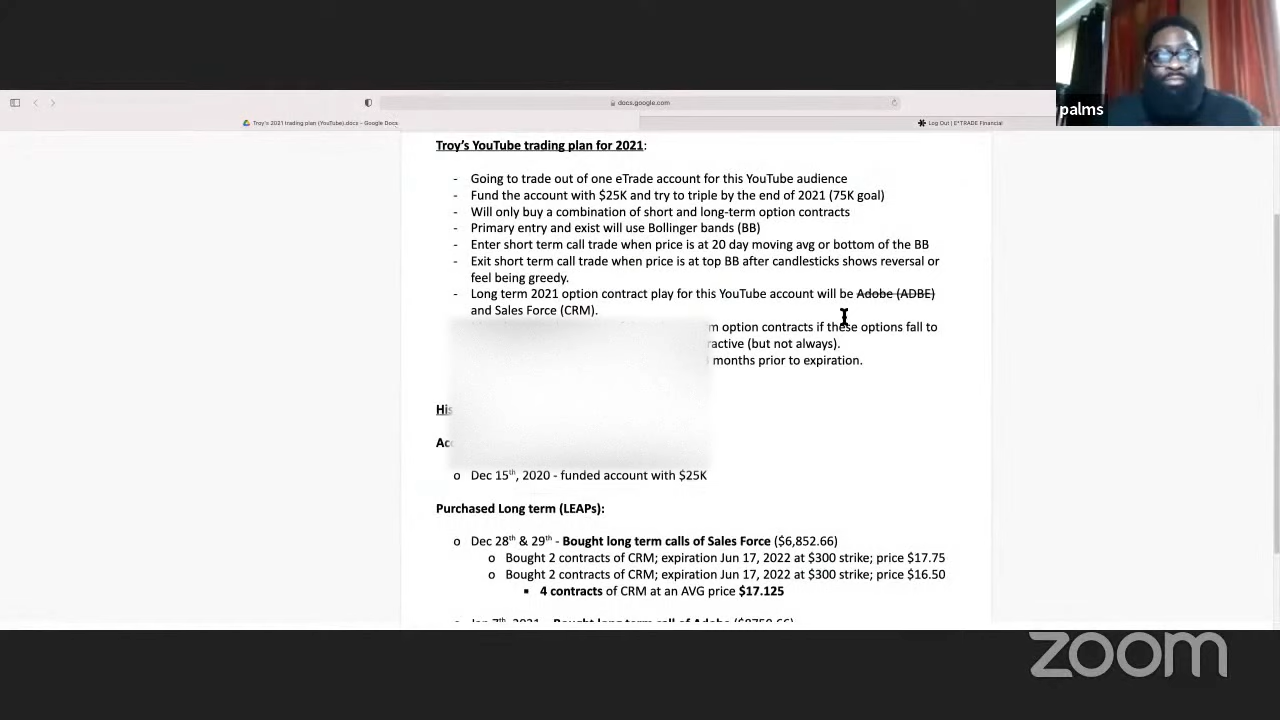 palms
docs.google.com
Troy's 2021 trading plan (YouTube).docs - Google Docs
Log Out | E*TRADE Financial
Troy's YouTube trading plan for 2021:
- Going to trade out of one eTrade account for this YouTube audience
- Fund the account with $25K and try to triple by the end of 2021 (75K goal)
- Will only buy a combination of short and long-term option contracts
- Primary entry and exist will use Bollinger bands (BB)
- Enter short term call trade when price is at 20 day moving avg or bottom of the BB
- Exit short term call trade when price is at top BB after candlesticks shows reversal or
feel being greedy.
- Long term 2021 option contract play for this YouTube account will be Adobe (ADBE)
and Sales Force (CRM).
option contracts if these options fall to
(but not always).
months prior to expiration.
o Dec 15th, 2020 - funded account with $25K
Purchased Long term (LEAPs):
o Dec 28th & 29th - Bought long term calls of Sales Force ($6,852.66)
o Bought 2 contracts of CRM; expiration Jun 17, 2022 at $300 strike; price $17.75
o Bought 2 contracts of CRM; expiration Jun 17, 2022 at $300 strike; price $16.50
▪ 4 contracts of CRM at an AVG price $17.125
zoom